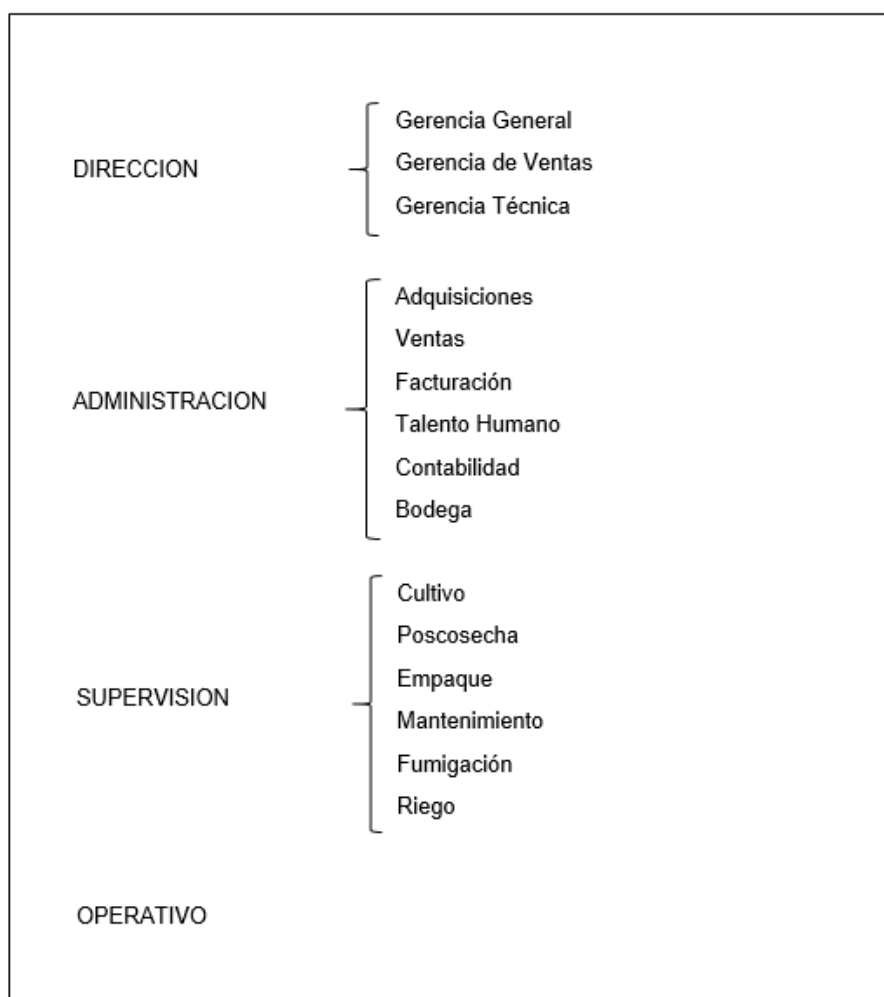 DIRECCION
Gerencia General
Gerencia de Ventas
Gerencia Técnica
ADMINISTRACION
Adquisiciones
Ventas
Facturación
Talento Humano
Contabilidad
Bodega
SUPERVISION
Cultivo
Poscosecha
Empaque
Mantenimiento
Fumigación
Riego
OPERATIVO